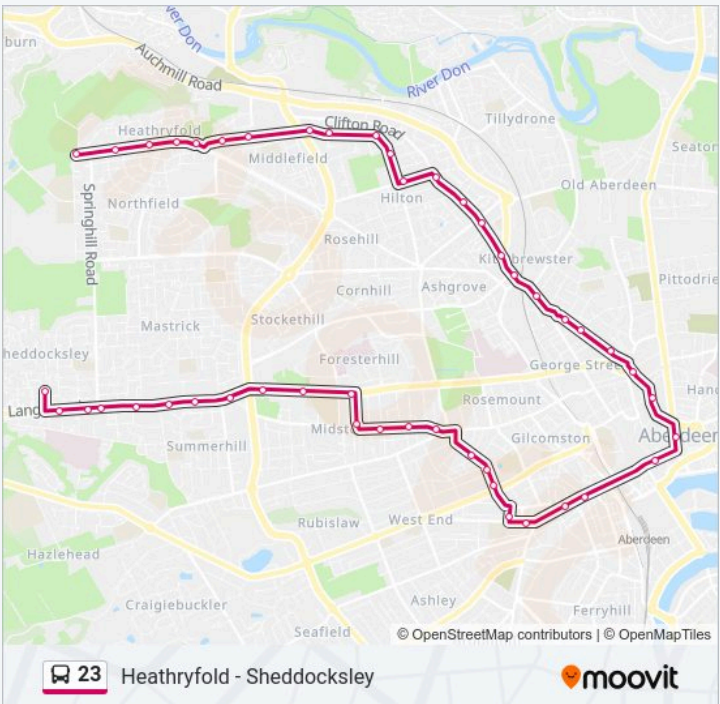 burn
Auchmill Road
River Don
River Don
Clifton Road
Tillydrone
Heathryfold
Middlefield
Seaton
Springhill Road
Northfield
Hilton
Old Aberdeen
Rosehill
Kittybrewster
Pittodrie
Cornhill
Ashgrove
Stockethill
Mastrick
heddocksley
Foresterhill
George Street
Rosemount
Hano
Lang
Midst
Gilcomston
Aberdeen
Summerhill
Rubislaw
West End
Aberdeen
Hazlehead
Craigiebuckler
Ashley
Ferryhill
Seafield
© OpenStreetMap contributors | © OpenMapTiles
23 Heathryfold - Sheddocksley
moovit